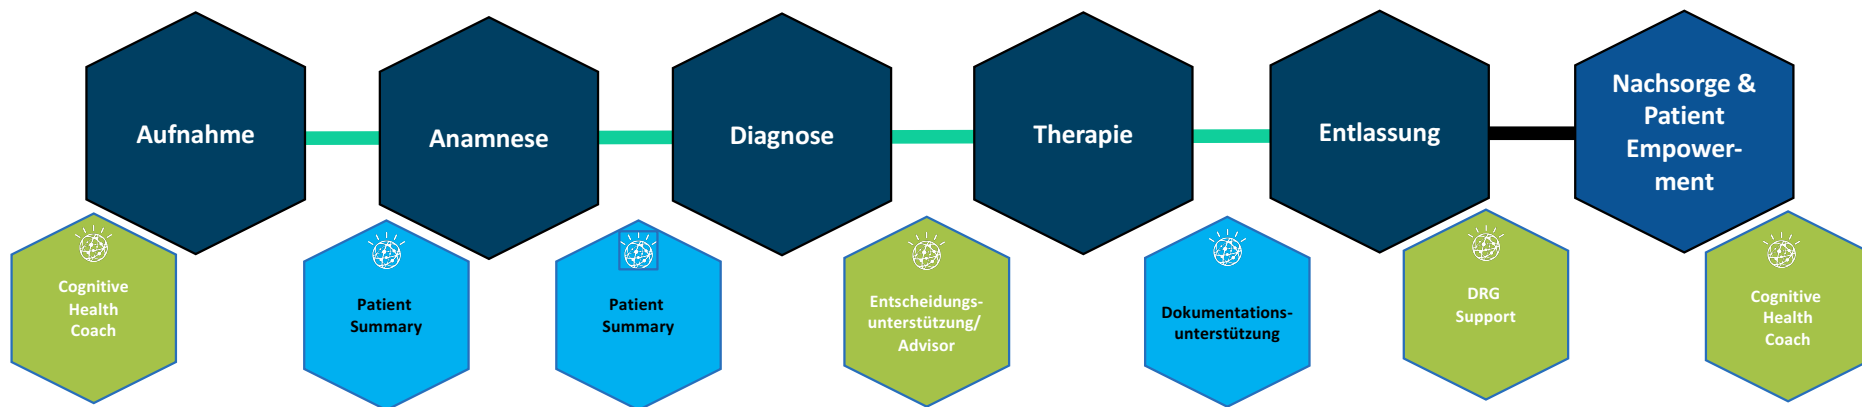 Aufnahme
Anamnese
Diagnose
Therapie
Entlassung
Nachsorge &
Patient
Empower-
ment
Cognitive
Health
Coach
Patient
Summary
Patient
Summary
Entscheidungs-
unterstützung/
Advisor
Dokumentations-
unterstützung
DRG
Support
Cognitive
Health
Coach